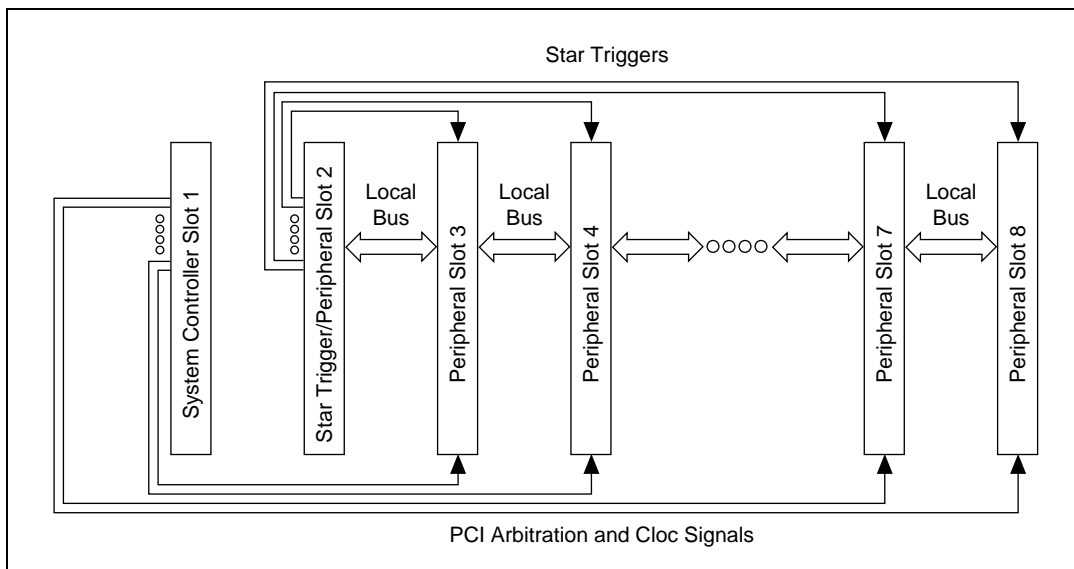 Star Triggers
System Controller Slot 1
Star Trigger/Peripheral Slot 2
Local
Bus
Peripheral Slot 3
Local
Bus
Peripheral Slot 4
Peripheral Slot 7
Local
Bus
Peripheral Slot 8
PCI Arbitration and Cloc Signals